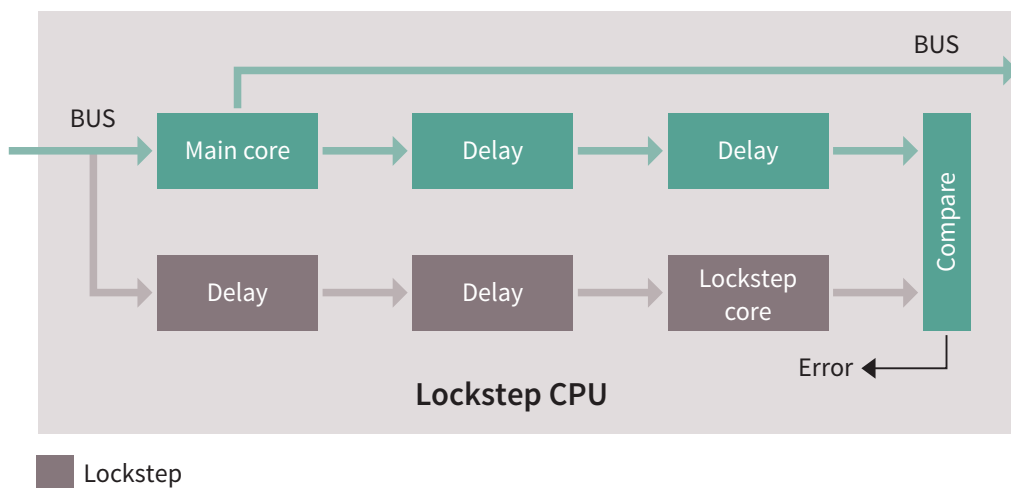 BUS
BUS
Main core
Delay
Delay
Compare
Delay
Delay
Lockstep
core
Error
Lockstep CPU
Lockstep